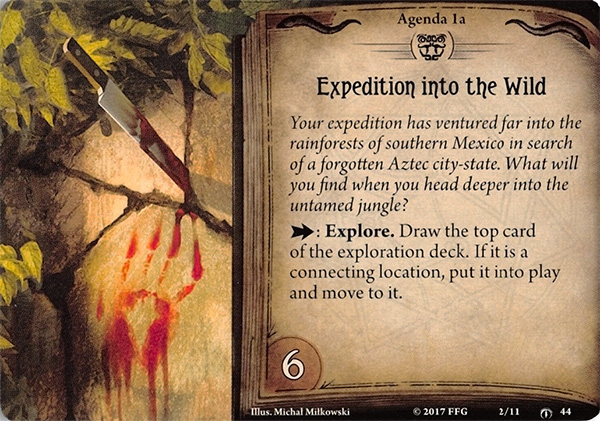 Agenda 1a
Expedition into the Wild
Your expedition has ventured far into the
rainforests of southern Mexico in search
of a forgotten Aztec city-state. What will
you find when you head deeper into the
untamed jungle?
: Explore. Draw the top card
of the exploration deck. If it is a
connecting location, put it into play
and move to it.
6
Illus. Michal Miłkowski © 2017 FFG 2/11 44